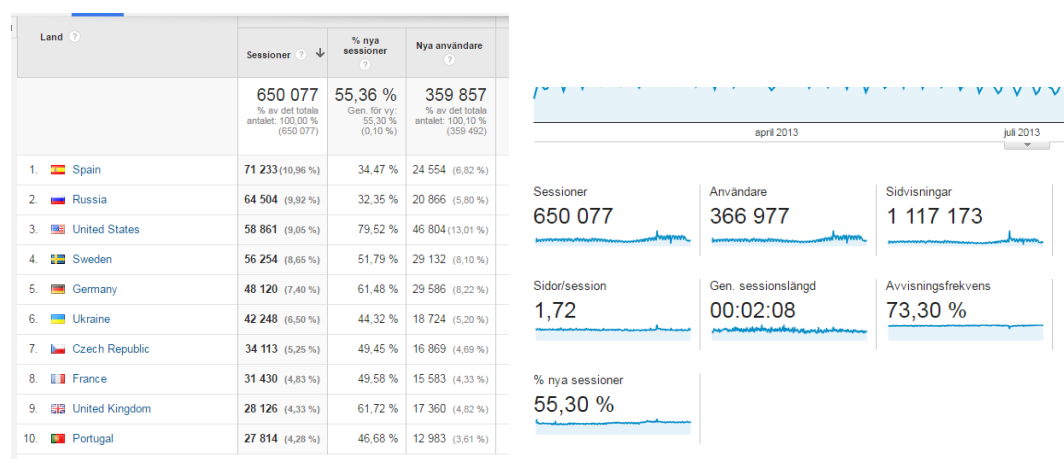 Land ?
Sessioner ?
% nya sessioner ?
Nya användare ?
650 077
% av det totala
antalet: 100,00 %
(650 077)
55,36 %
Gen. för vy:
55,30 %
(0,10 %)
359 857
% av det totala
antalet: 100,10 %
(359 492)
1. Spain 71 233 (10,96 %) 34,47 % 24 554 (6,82 %)
2. Russia 64 504 (9,92 %) 32,35 % 20 866 (5,80 %)
3. United States 58 861 (9,05 %) 79,52 % 46 804 (13,01 %)
4. Sweden 56 254 (8,65 %) 51,79 % 29 132 (8,10 %)
5. Germany 48 120 (7,40 %) 61,48 % 29 586 (8,22 %)
6. Ukraine 42 248 (6,50 %) 44,32 % 18 724 (5,20 %)
7. Czech Republic 34 113 (5,25 %) 49,45 % 16 869 (4,69 %)
8. France 31 430 (4,83 %) 49,58 % 15 583 (4,33 %)
9. United Kingdom 28 126 (4,33 %) 61,72 % 17 360 (4,82 %)
10. Portugal 27 814 (4,28 %) 46,68 % 12 983 (3,61 %)
april 2013 juli 2013
Sessioner Användare Sidvisningar
650 077 366 977 1 117 173
Sidor/session Gen. sessionslängd Avvisningsfrekvens
1,72 00:02:08 73,30 %
% nya sessioner
55,30 %